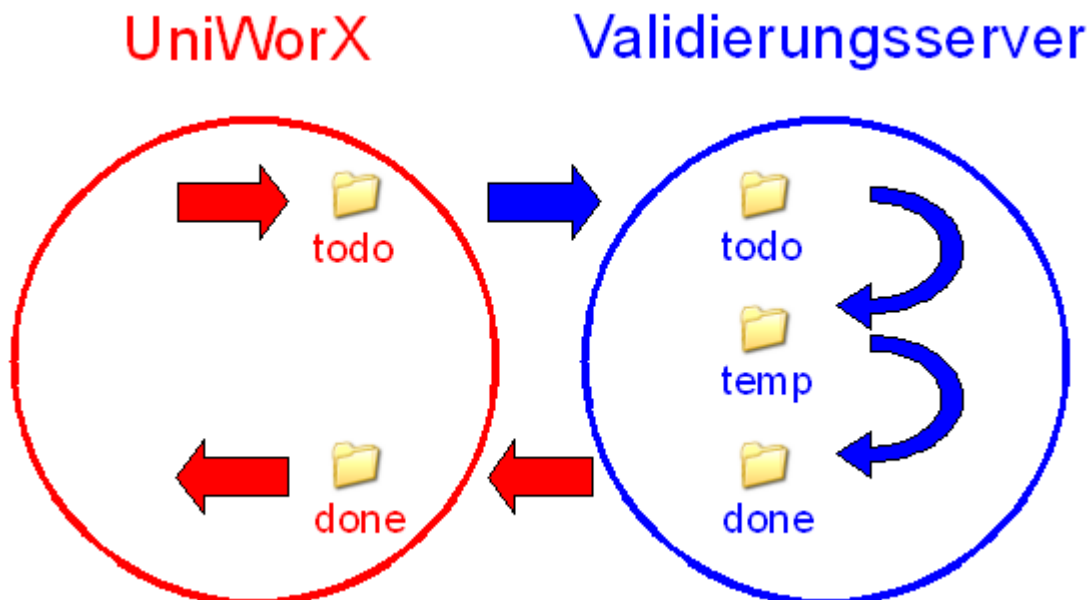 UniWorX
Validierungsserver
todo
todo
temp
done
done